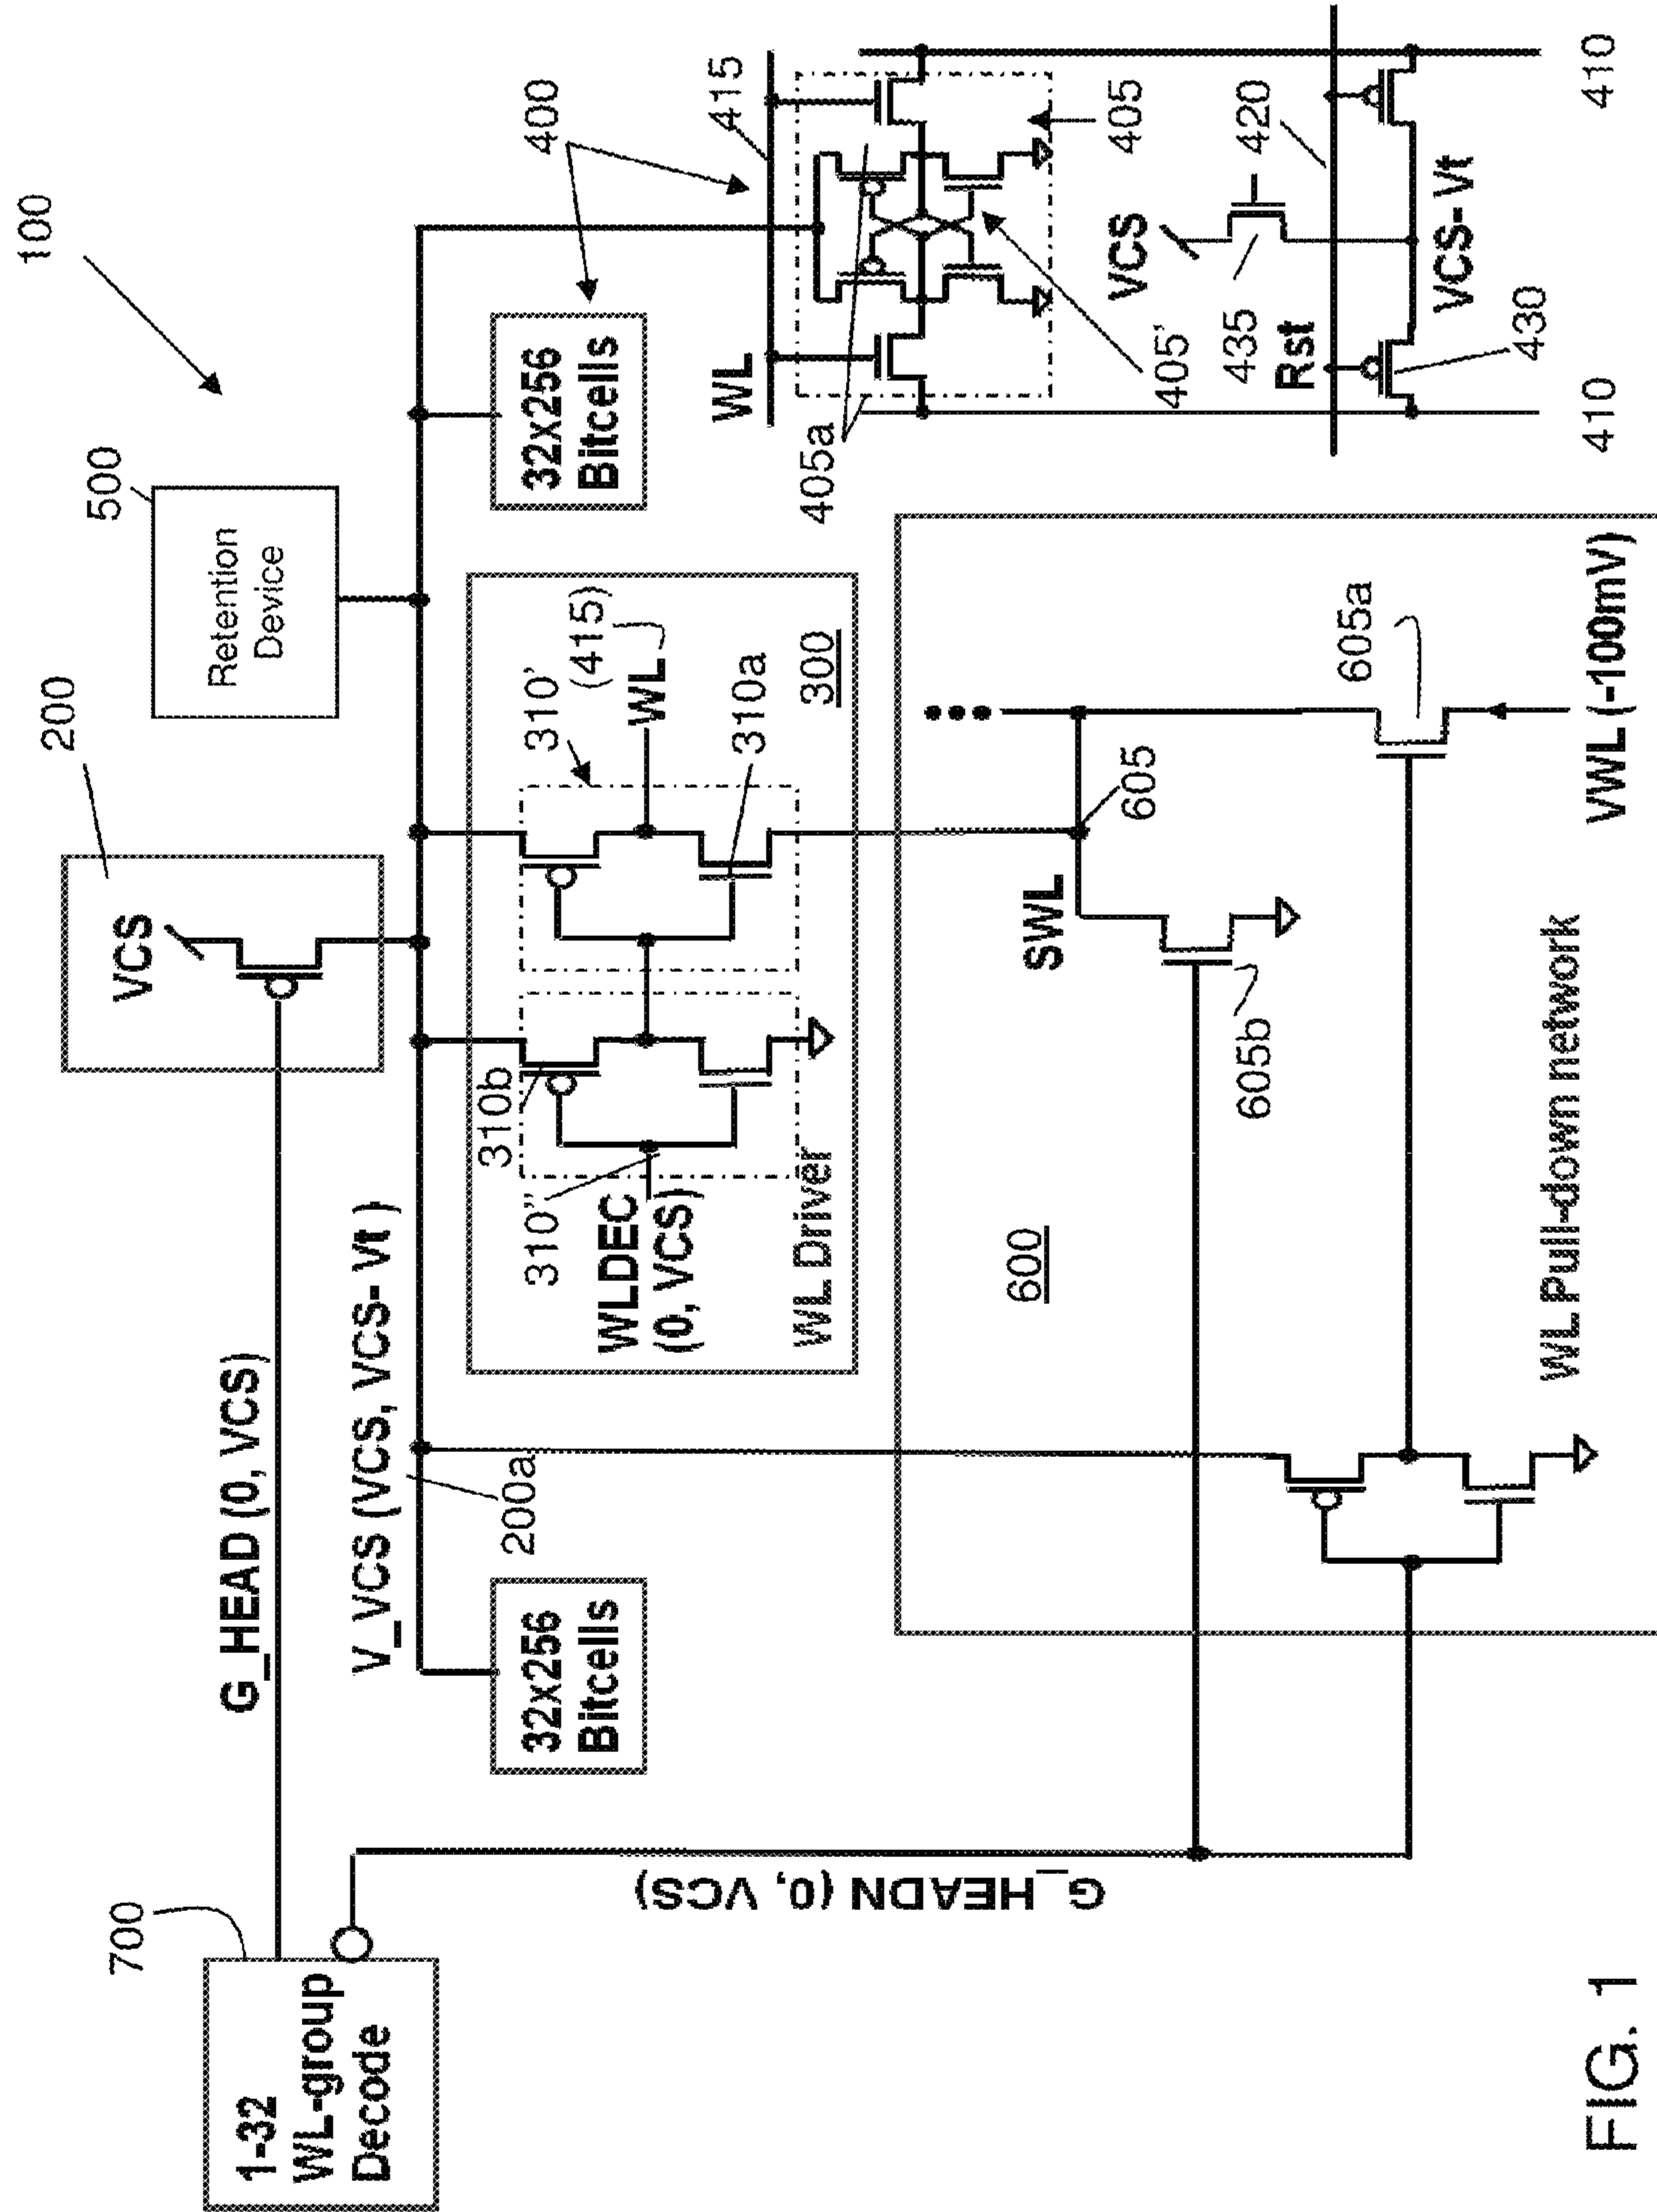 100
200
VCS
500
Retention
Device
G_HEAD (0, VCS)
V_VCS (VCS, VCS- Vt )
200a
700
1-32
WL-group
Decode
G_HEADN (0, VCS)
32x256
Bitcells
32x256
Bitcells
400
310b
310"
WLDEC
(0, VCS)
WL Driver
310'
WL
(415)
310a
300
WL
415
405a
405
405'
VCS
435
420
Rst
430
VCS- Vt
410
410
600
SWL
605
605b
605a
WL Pull-down network
VWL (-100mV)
FIG. 1